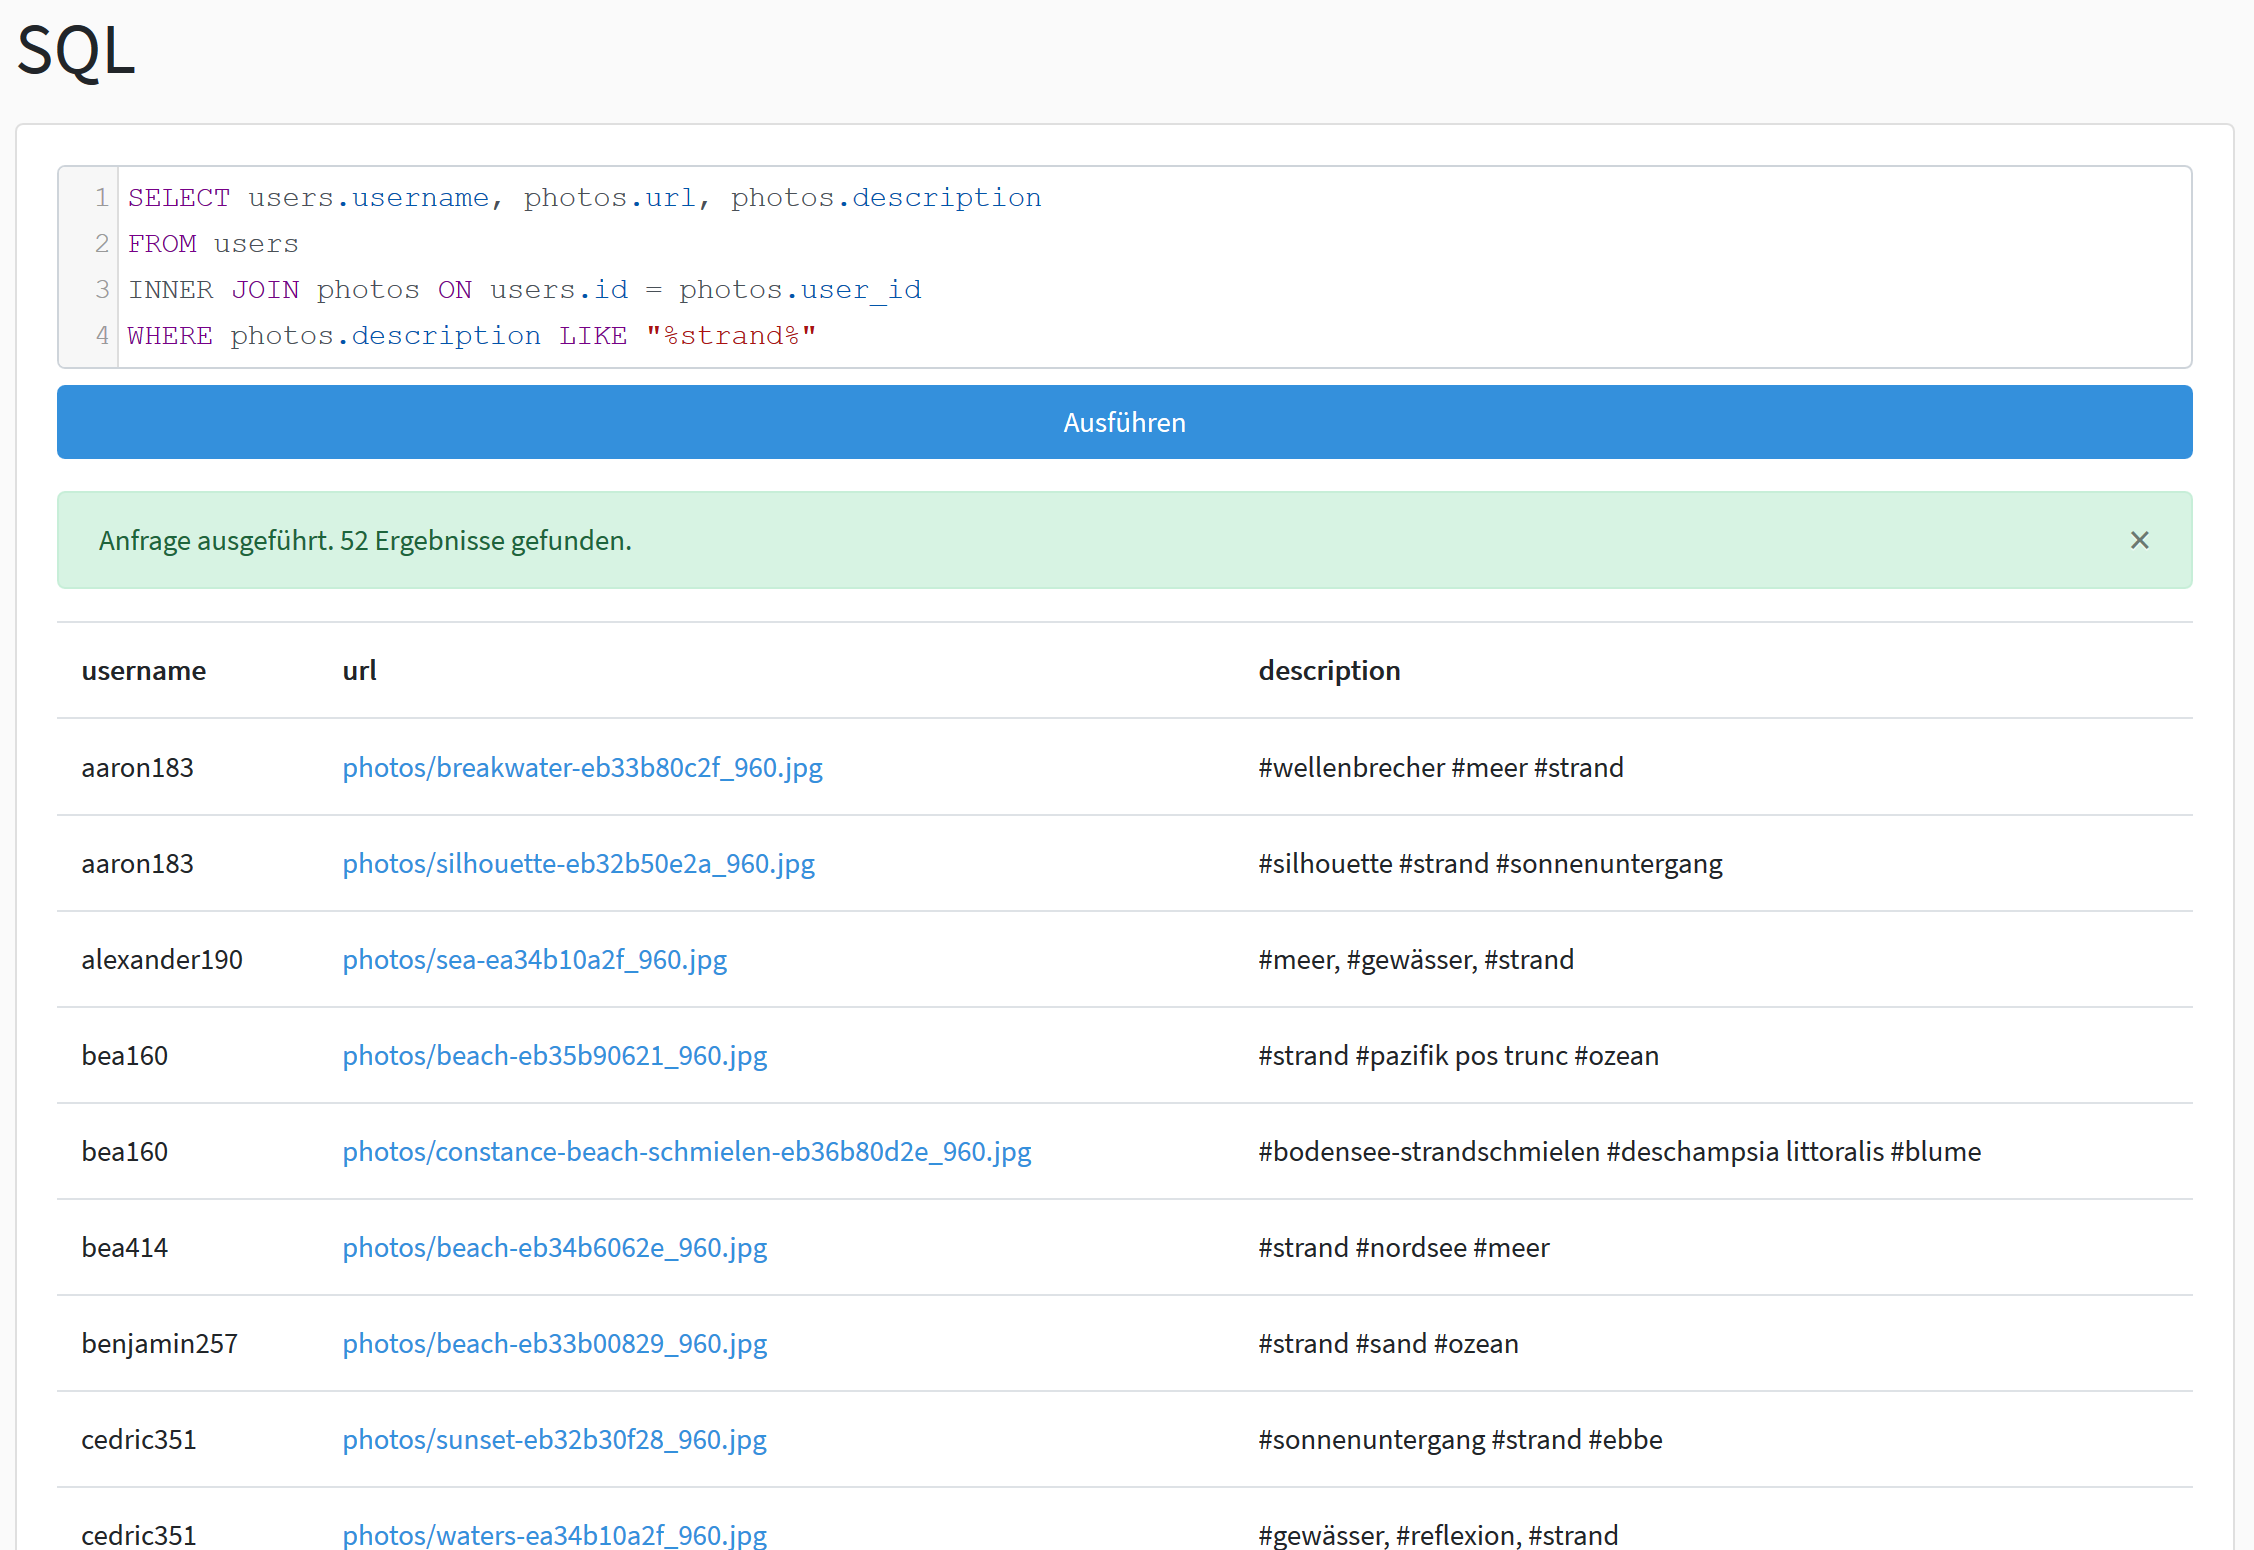 SQL
1 SELECT users.username, photos.url, photos.description
2 FROM users
3 INNER JOIN photos ON users.id = photos.user_id
4 WHERE photos.description LIKE "%strand%"
Ausführen
Anfrage ausgeführt. 52 Ergebnisse gefunden. ×
username url description
aaron183 photos/breakwater-eb33b80c2f_960.jpg #wellenbrecher #meer #strand
aaron183 photos/silhouette-eb32b50e2a_960.jpg #silhouette #strand #sonnenuntergang
alexander190 photos/sea-ea34b10a2f_960.jpg #meer, #gewässer, #strand
bea160 photos/beach-eb35b90621_960.jpg #strand #pazifik pos trunc #ozean
bea160 photos/constance-beach-schmielen-eb36b80d2e_960.jpg #bodensee-strandschmielen #deschampsia littoralis #blume
bea414 photos/beach-eb34b6062e_960.jpg #strand #nordsee #meer
benjamin257 photos/beach-eb33b00829_960.jpg #strand #sand #ozean
cedric351 photos/sunset-eb32b30f28_960.jpg #sonnenuntergang #strand #ebbe
cedric351 photos/waters-ea34b10a2f_960.jpg #gewässer, #reflexion, #strand